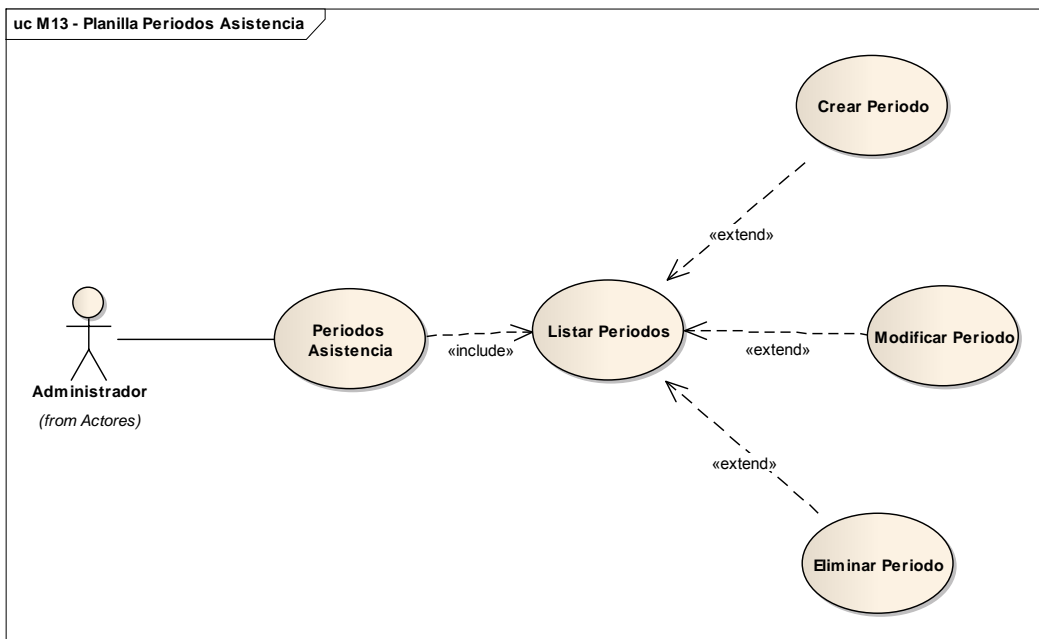 uc M13 - Planilla Periodos Asistencia
Crear Periodo
«extend»
Periodos
Asistencia
«include»
Listar Periodos
«extend»
Modificar Periodo
Administrador
(from Actores)
«extend»
Eliminar Periodo